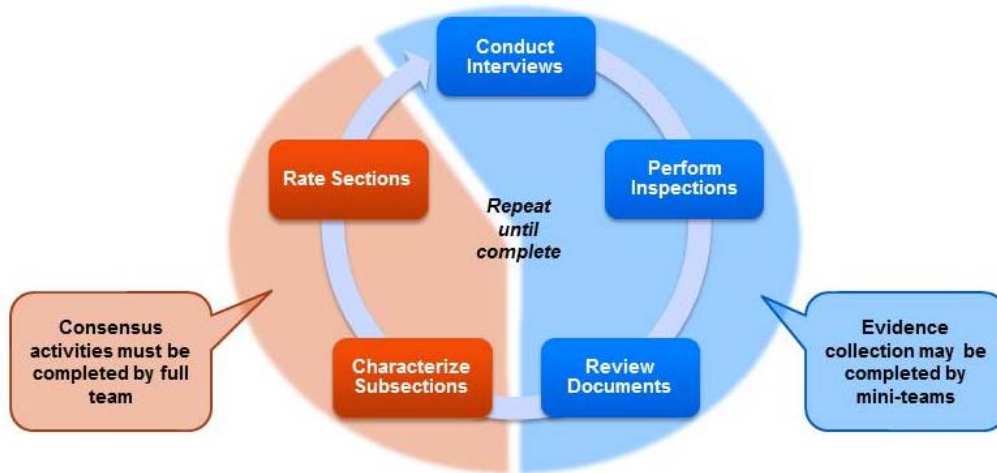 Conduct
Interviews
Rate Sections
Perform
Inspections
Repeat
until
complete
Consensus
activities must be
completed by full
team
Characterize
Subsections
Review
Documents
Evidence
collection may be
completed by
mini-teams